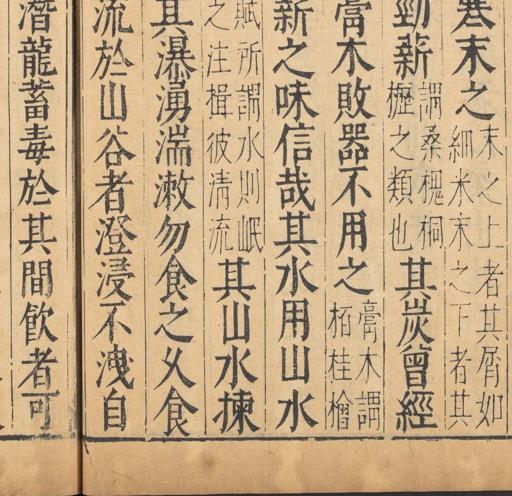 寒末之末之上者其屑如細米末之下者其
勁薪謂桑槐桐櫪之類也其炭曾經
膏木敗器不用之膏木謂栢桂檜
薪之味信哉其水用山水
賦所謂水則岷之注揖彼清流其山水揀
其瀑湧湍漱勿食之乆食
流於山谷者澄浸不洩自
潛龍蓄毒於其間飲者可